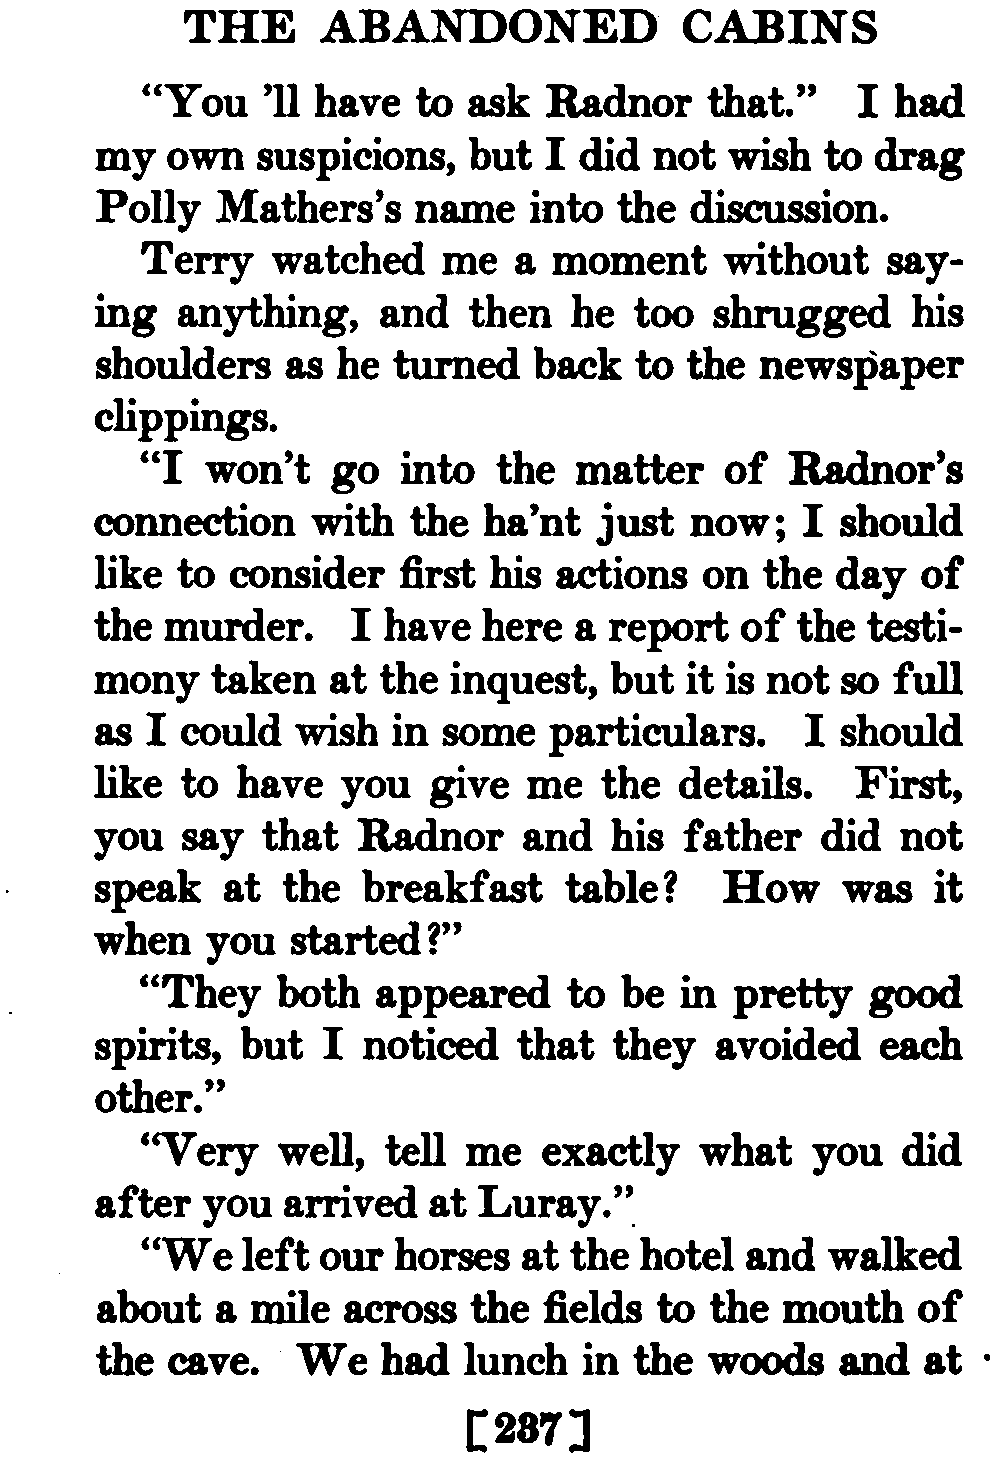 THE ABANDONED CABINS
“You ’ll have to ask Radnor that.” I had
my own suspicions, but I did not wish to drag
Polly Mathers’s name into the discussion.
Terry watched me a moment without say-
ing anything, and then he too shrugged his
shoulders as he turned back to the newspaper
clippings.
“I won’t go into the matter of Radnor’s
connection with the ha’nt just now; I should
like to consider first his actions on the day of
the murder. I have here a report of the testi-
mony taken at the inquest, but it is not so full
as I could wish in some particulars. I should
like to have you give me the details. First,
you say that Radnor and his father did not
speak at the breakfast table? How was it
when you started?”
“They both appeared to be in pretty good
spirits, but I noticed that they avoided each
other.”
“Very well, tell me exactly what you did
after you arrived at Luray.”
“We left our horses at the hotel and walked
about a mile across the fields to the mouth of
the cave. We had lunch in the woods and at
[237]